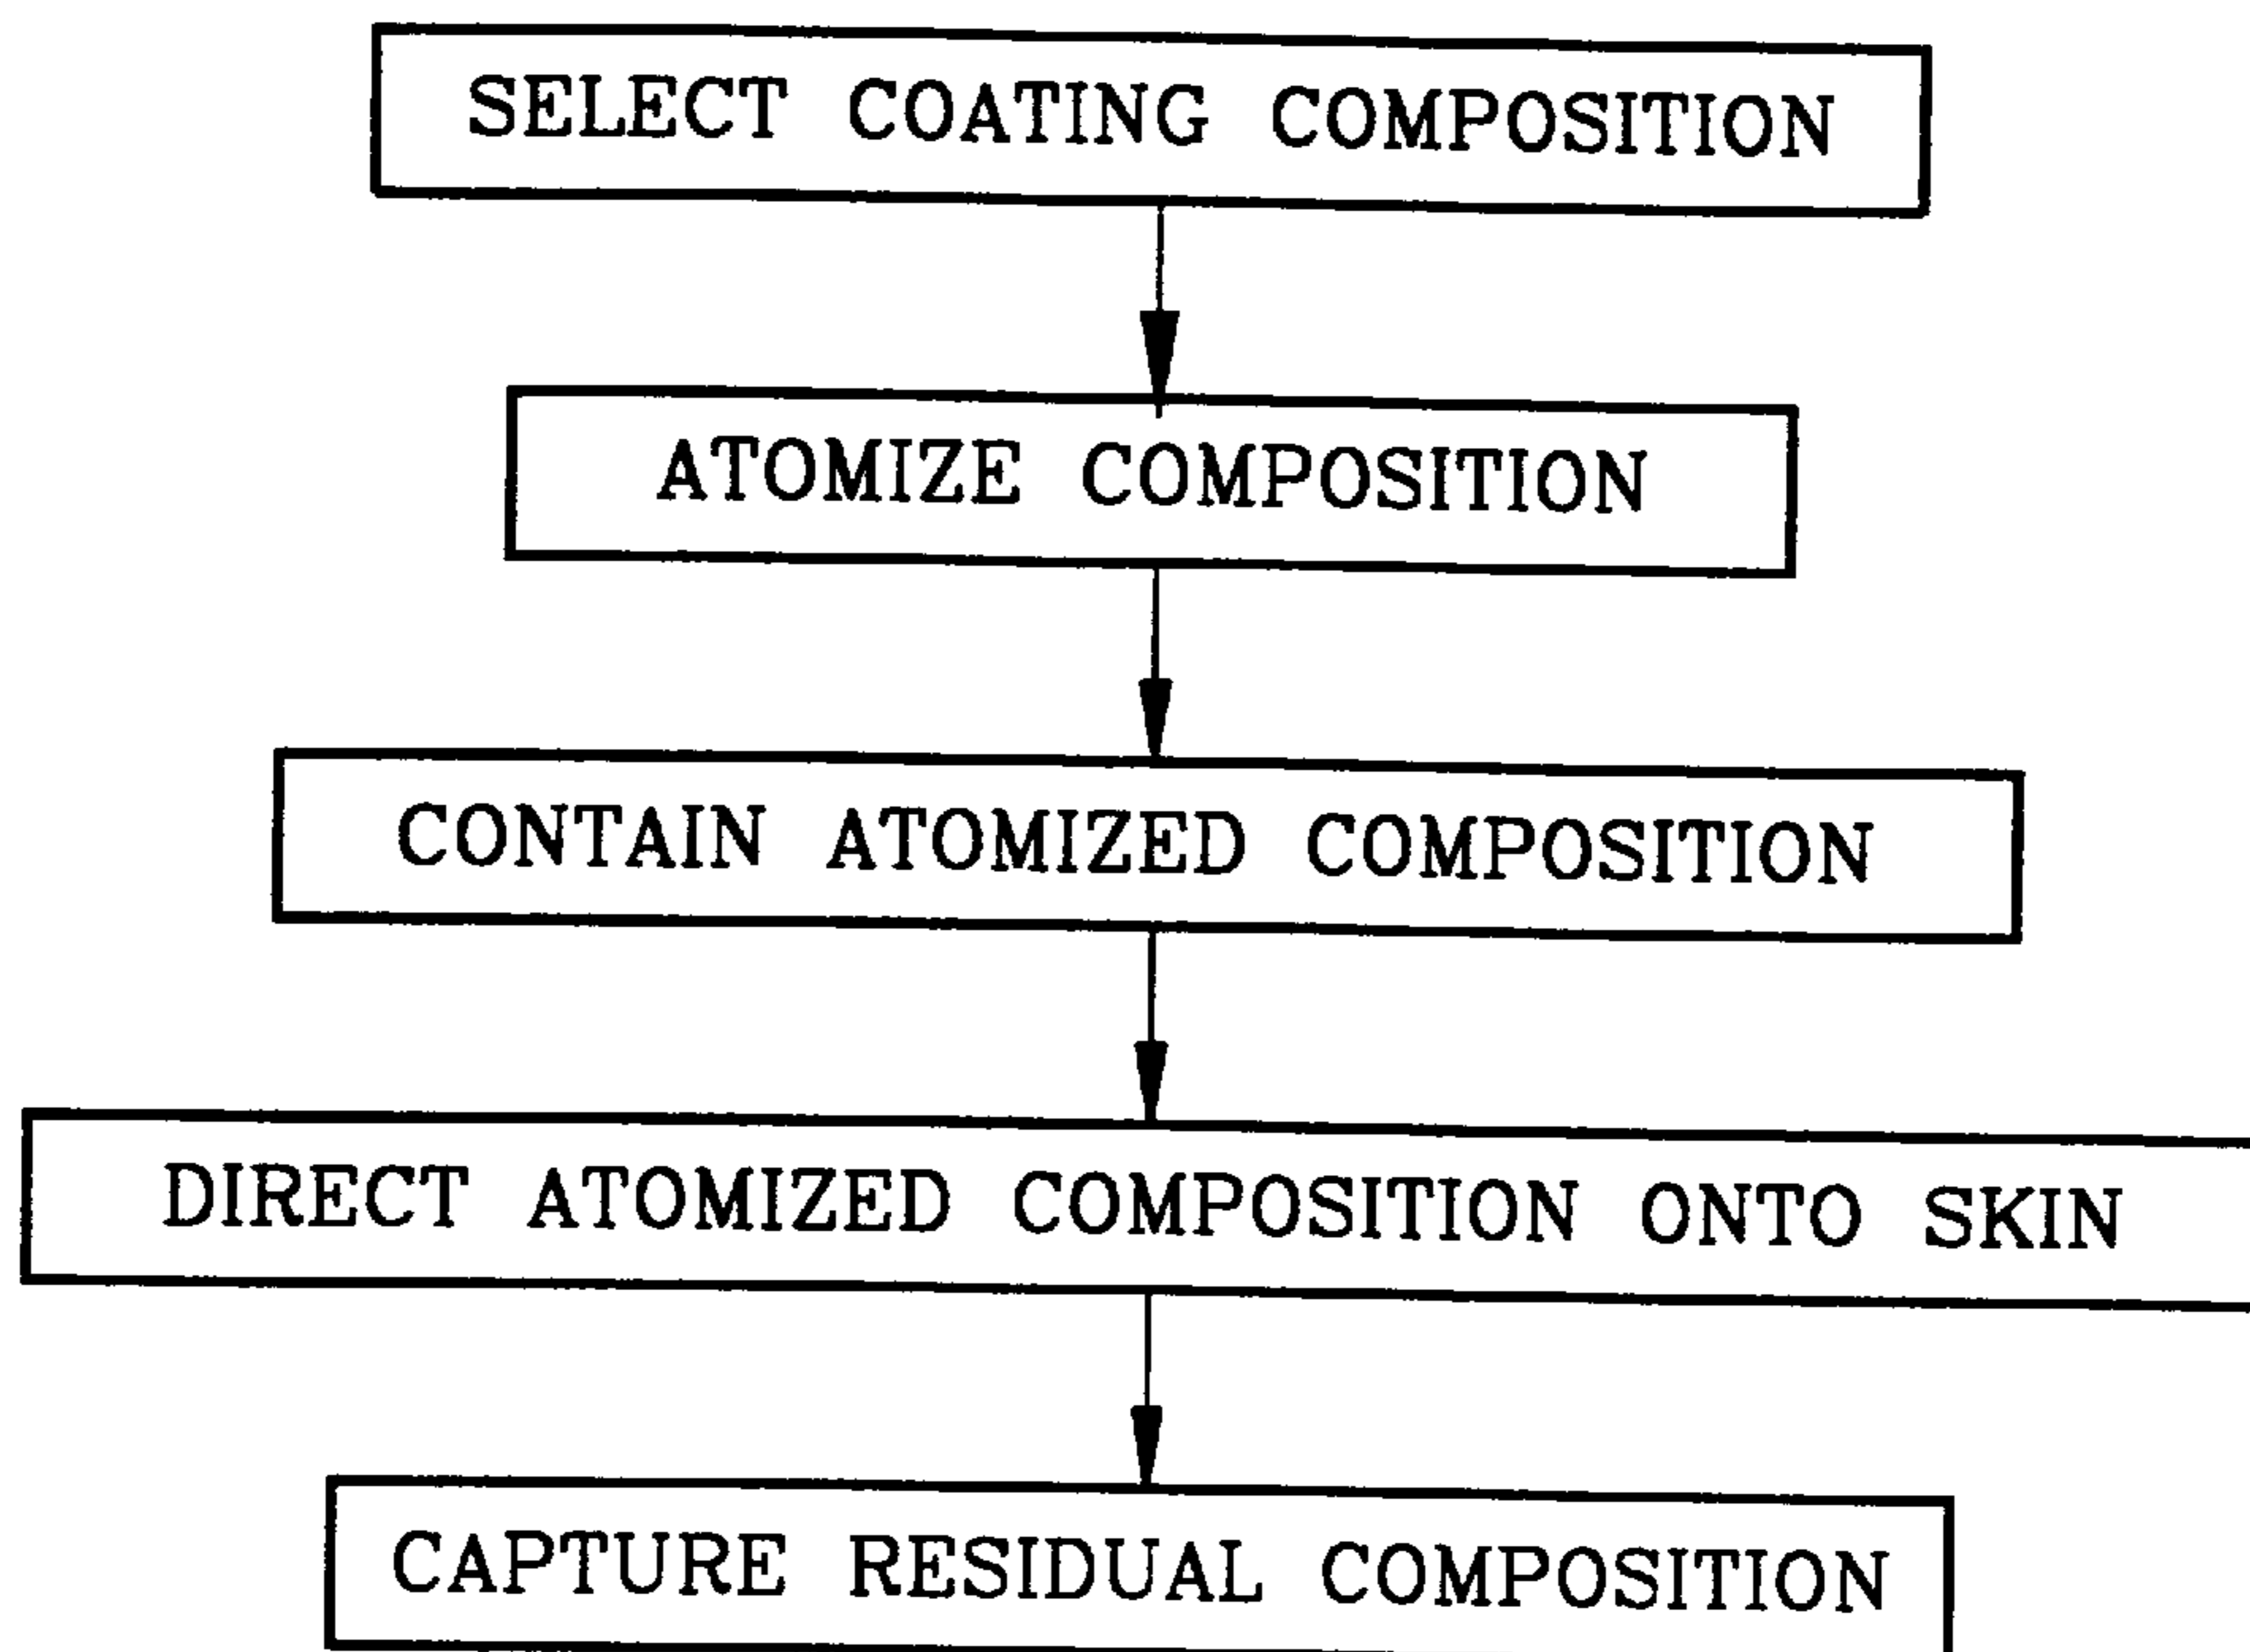 SELECT COATING COMPOSITION
ATOMIZE COMPOSITION
CONTAIN ATOMIZED COMPOSITION
DIRECT ATOMIZED COMPOSITION ONTO SKIN
CAPTURE RESIDUAL COMPOSITION